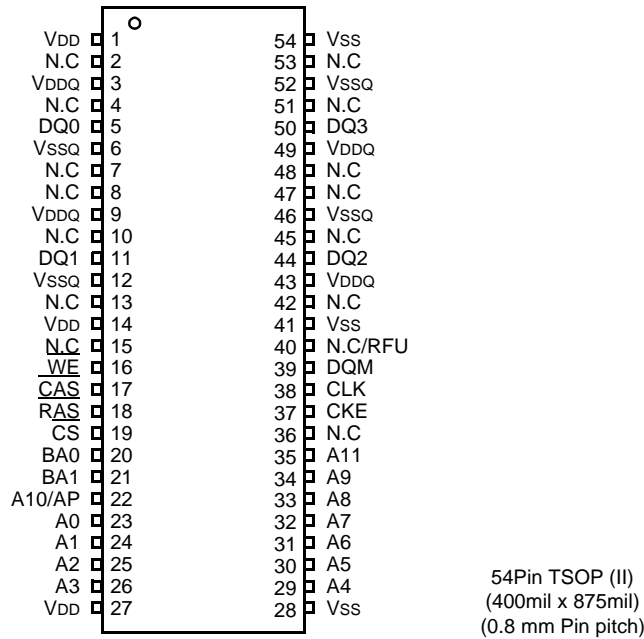 VDD 1 54 VSS
N.C 2 53 N.C
VDDQ 3 52 VSSQ
N.C 4 51 N.C
DQ0 5 50 DQ3
VSSQ 6 49 VDDQ
N.C 7 48 N.C
N.C 8 47 N.C
VDDQ 9 46 VSSQ
N.C 10 45 N.C
DQ1 11 44 DQ2
VSSQ 12 43 VDDQ
N.C 13 42 N.C
VDD 14 41 VSS
N.C 15 40 N.C/RFU
WE 16 39 DQM
CAS 17 38 CLK
RAS 18 37 CKE
CS 19 36 N.C
BA0 20 35 A11
BA1 21 34 A9
A10/AP 22 33 A8
A0 23 32 A7
A1 24 31 A6
A2 25 30 A5
A3 26 29 A4
VDD 27 28 VSS
54Pin TSOP (II)
(400mil x 875mil)
(0.8 mm Pin pitch)